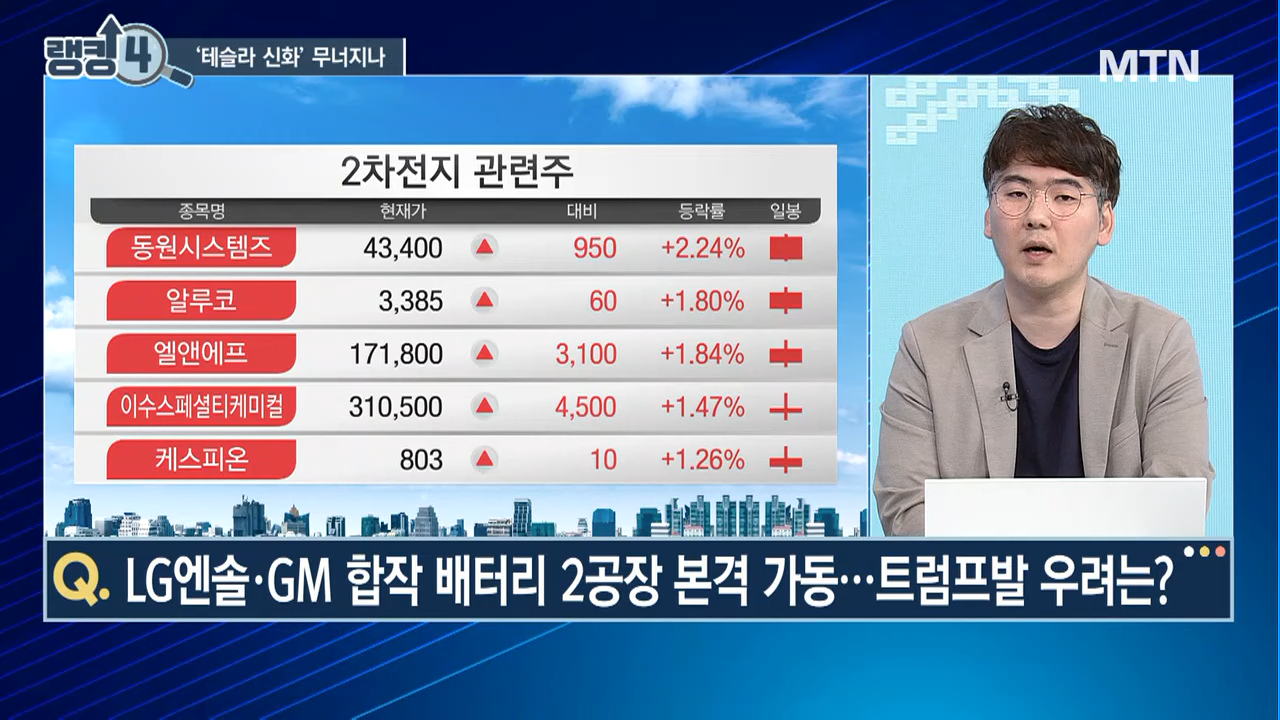 랭킹4
‘테슬라 신화’ 무너지나
MTN
2차전지 관련주
종목명 현재가 대비 등락률 일봉
동원시스템즈 43,400 ▲ 950 +2.24%
알루코 3,385 ▲ 60 +1.80%
엘앤에프 171,800 ▲ 3,100 +1.84%
이수스페셜티케미컬 310,500 ▲ 4,500 +1.47%
케스피온 803 ▲ 10 +1.26%
Q. LG엔솔·GM 합작 배터리 2공장 본격 가동…트럼프발 우려는?